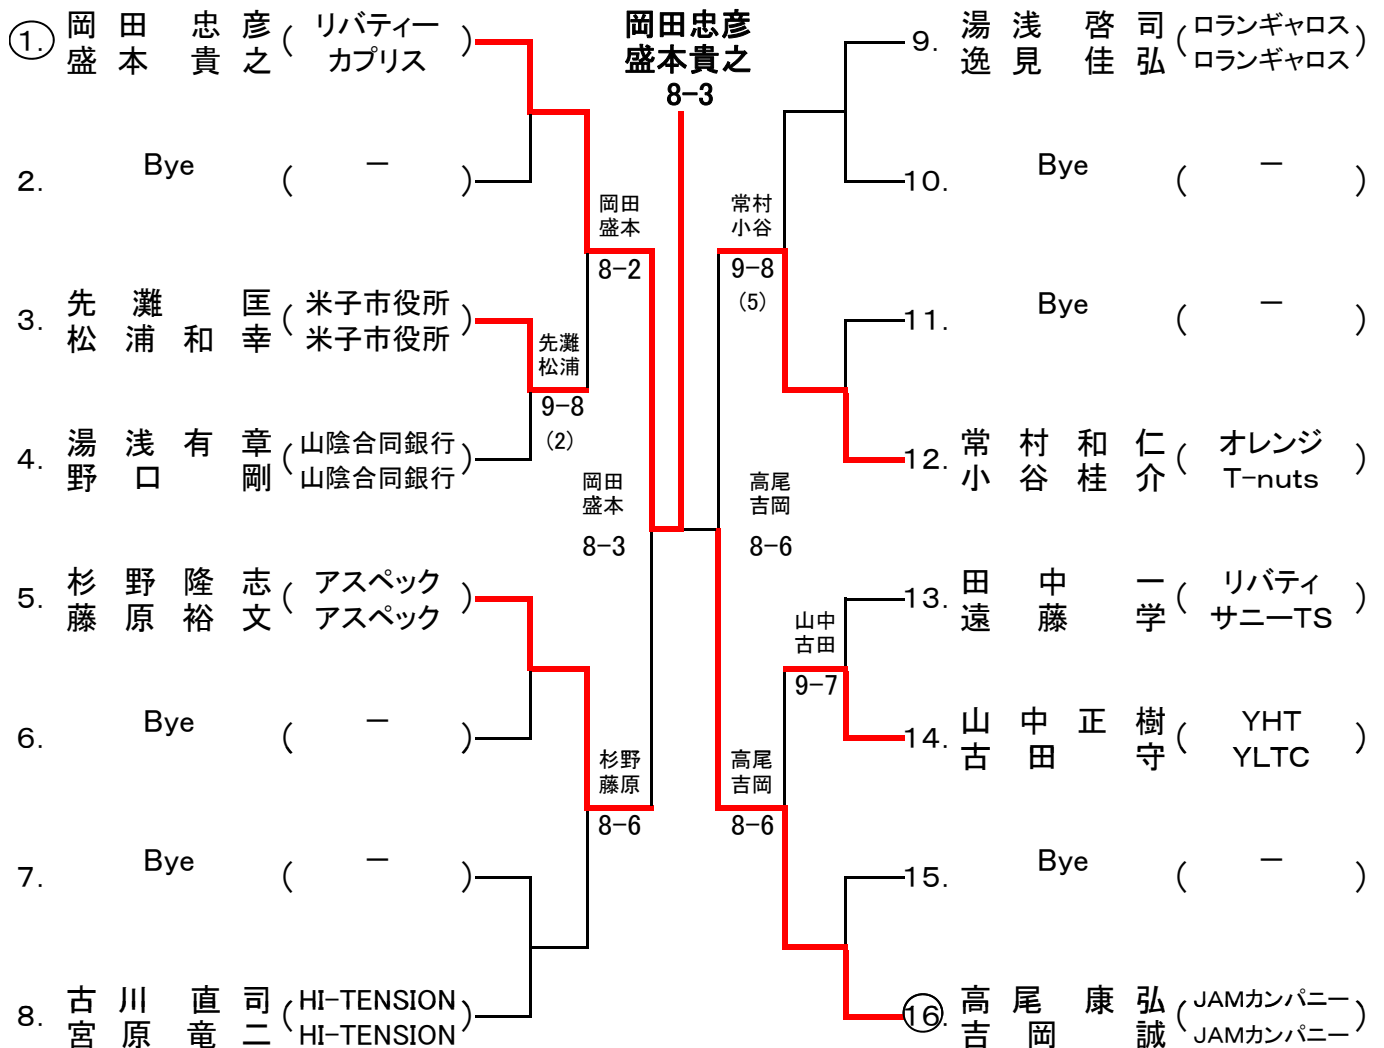 1. 岡田 忠彦 ( リバティー )
盛本 貴之 カプリス
2. Bye ( － )
3. 先灘 匡 ( 米子市役所 )
松浦和幸 米子市役所
4. 湯浅有章 ( 山陰合同銀行 )
野口 剛 山陰合同銀行
5. 杉野隆志 ( アスペック )
藤原裕文 アスペック
6. Bye ( － )
7. Bye ( － )
8. 古川 直司 ( HI-TENSION )
宮原竜二 HI-TENSION
岡田
盛本
8-2
先灘
松浦
9-8
(2)
岡田
盛本
8-3
杉野
藤原
8-6
岡田忠彦
盛本貴之
8-3
常村
小谷
9-8
(5)
高尾
吉岡
8-6
山中
古田
9-7
高尾
吉岡
8-6
9. 湯浅 啓司 ( ロランギャロス )
逸見 佳弘 ロランギャロス
10. Bye ( － )
11. Bye ( － )
12. 常村和仁 ( オレンジ )
小谷桂介 T-nuts
13. 田中一 ( リバティ )
遠藤学 サニーTS
14. 山中正樹 ( YHT )
古田守 YLTC
15. Bye ( － )
16. 高尾 康弘 ( JAMカンパニー )
吉岡 誠 JAMカンパニー